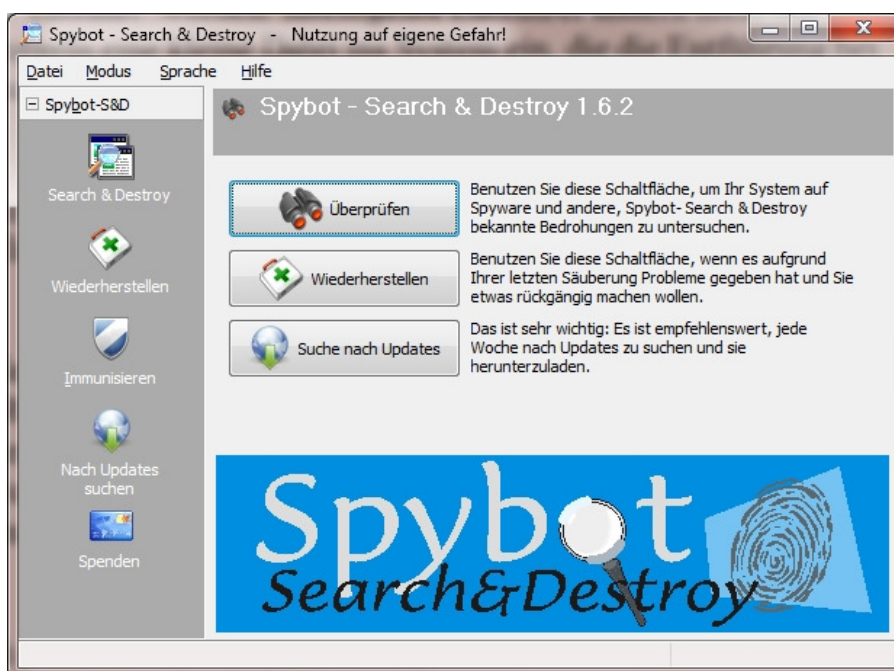 Spybot - Search & Destroy - Nutzung auf eigene Gefahr!
Datei Modus Sprache Hilfe
Spybot-S&D
Search & Destroy
Wiederherstellen
Immunisieren
Nach Updates
suchen
Spenden
Spybot - Search & Destroy 1.6.2
Überprüfen
Benutzen Sie diese Schaltfläche, um Ihr System auf
Spyware und andere, Spybot- Search & Destroy
bekannte Bedrohungen zu untersuchen.
Wiederherstellen
Benutzen Sie diese Schaltfläche, wenn es aufgrund
Ihrer letzten Säuberung Probleme gegeben hat und Sie
etwas rückgängig machen wollen.
Suche nach Updates
Das ist sehr wichtig: Es ist empfehlenswert, jede
Woche nach Updates zu suchen und sie
herunterzuladen.
Spybot
Search&Destroy